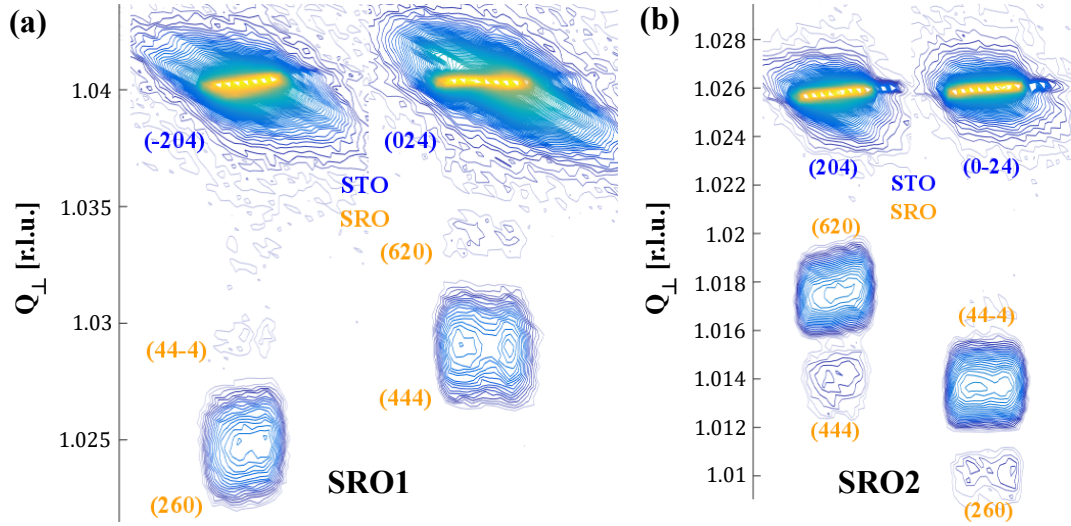 (a)
1.04
(-204)
(024)
STO
SRO
1.035
(620)
Q⊥ [r.l.u.]
1.03
(44-4)
(444)
1.025
(260)
SRO1
(b)
1.028
1.026
1.024
(204)
(0-24)
STO
1.022
SRO
(620)
1.02
Q⊥ [r.l.u.]
1.018
(44-4)
1.016
1.014
(444)
1.012
1.01
SRO2
(260)